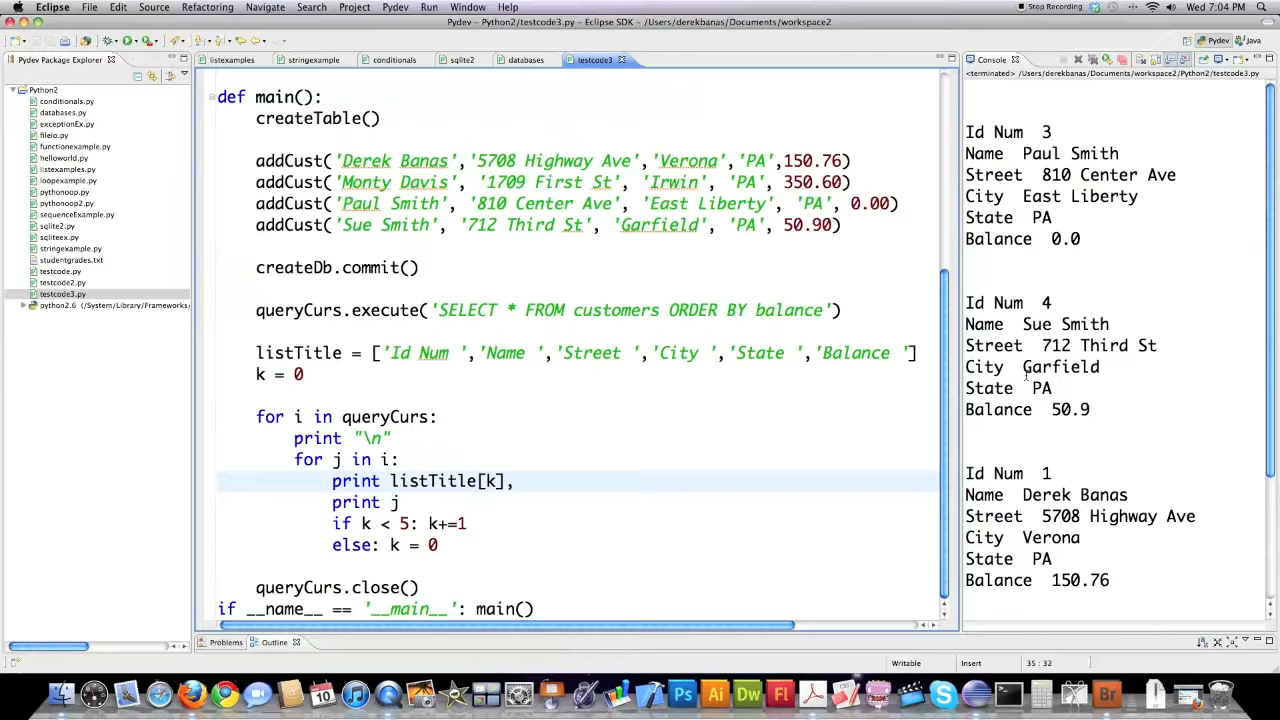 Eclipse File Edit Source Refactoring Navigate Search Project Pydev Run Window Help Stop Recording Wed 7:04 PM
Pydev - Python2/testcode3.py - Eclipse SDK - /Users/derekbanas/Documents/workspace2
Pydev Java
Pydev Package Explorer
Python2
conditionals.py
databases.py
exceptionEx.py
fileio.py
functionexample.py
helloworld.py
listexamples.py
loopexample.py
pythonoop.py
pythonoop2.py
sequenceExample.py
sqlite2.py
sqliteex.py
stringexample.py
studentgrades.txt
testcode.py
testcode2.py
testcode3.py
python2.6 (/System/Library/Frameworks/
listexamples stringexample conditionals sqlite2 databases testcode3
def main():
createTable()
addCust('Derek Banas','5708 Highway Ave','Verona','PA',150.76)
addCust('Monty Davis', '1709 First St', 'Irwin', 'PA', 350.60)
addCust('Paul Smith', '810 Center Ave', 'East Liberty', 'PA', 0.00)
addCust('Sue Smith', '712 Third St', 'Garfield', 'PA', 50.90)
createDb.commit()
queryCurs.execute('SELECT * FROM customers ORDER BY balance')
listTitle = ['Id Num ','Name ','Street ','City ','State ','Balance ']
k = 0
for i in queryCurs:
print "\n"
for j in i:
print listTitle[k],
print j
if k < 5: k+=1
else: k = 0
queryCurs.close()
if __name__ == '__main__': main()
Console
<terminated> /Users/derekbanas/Documents/workspace2/Python2/testcode3.py
Id Num 3
Name Paul Smith
Street 810 Center Ave
City East Liberty
State PA
Balance 0.0
Id Num 4
Name Sue Smith
Street 712 Third St
City Garfield
State PA
Balance 50.9
Id Num 1
Name Derek Banas
Street 5708 Highway Ave
City Verona
State PA
Balance 150.76
Problems Outline
Writable Insert 35 : 32
10 Ps Ai Dw Fl Br